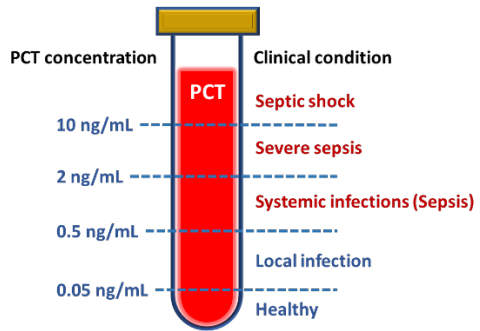 PCT concentration
Clinical condition
PCT
Septic shock
10 ng/mL
Severe sepsis
2 ng/mL
Systemic infections (Sepsis)
0.5 ng/mL
Local infection
0.05 ng/mL
Healthy